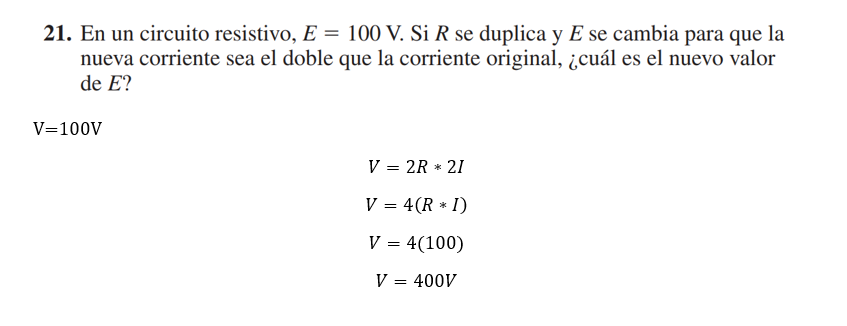 21. En un circuito resistivo, E = 100 V. Si R se duplica y E se cambia para que la
nueva corriente sea el doble que la corriente original, ¿cuál es el nuevo valor
de E?
V=100V
V = 2R ∗ 2I
V = 4(R ∗ I)
V = 4(100)
V = 400V